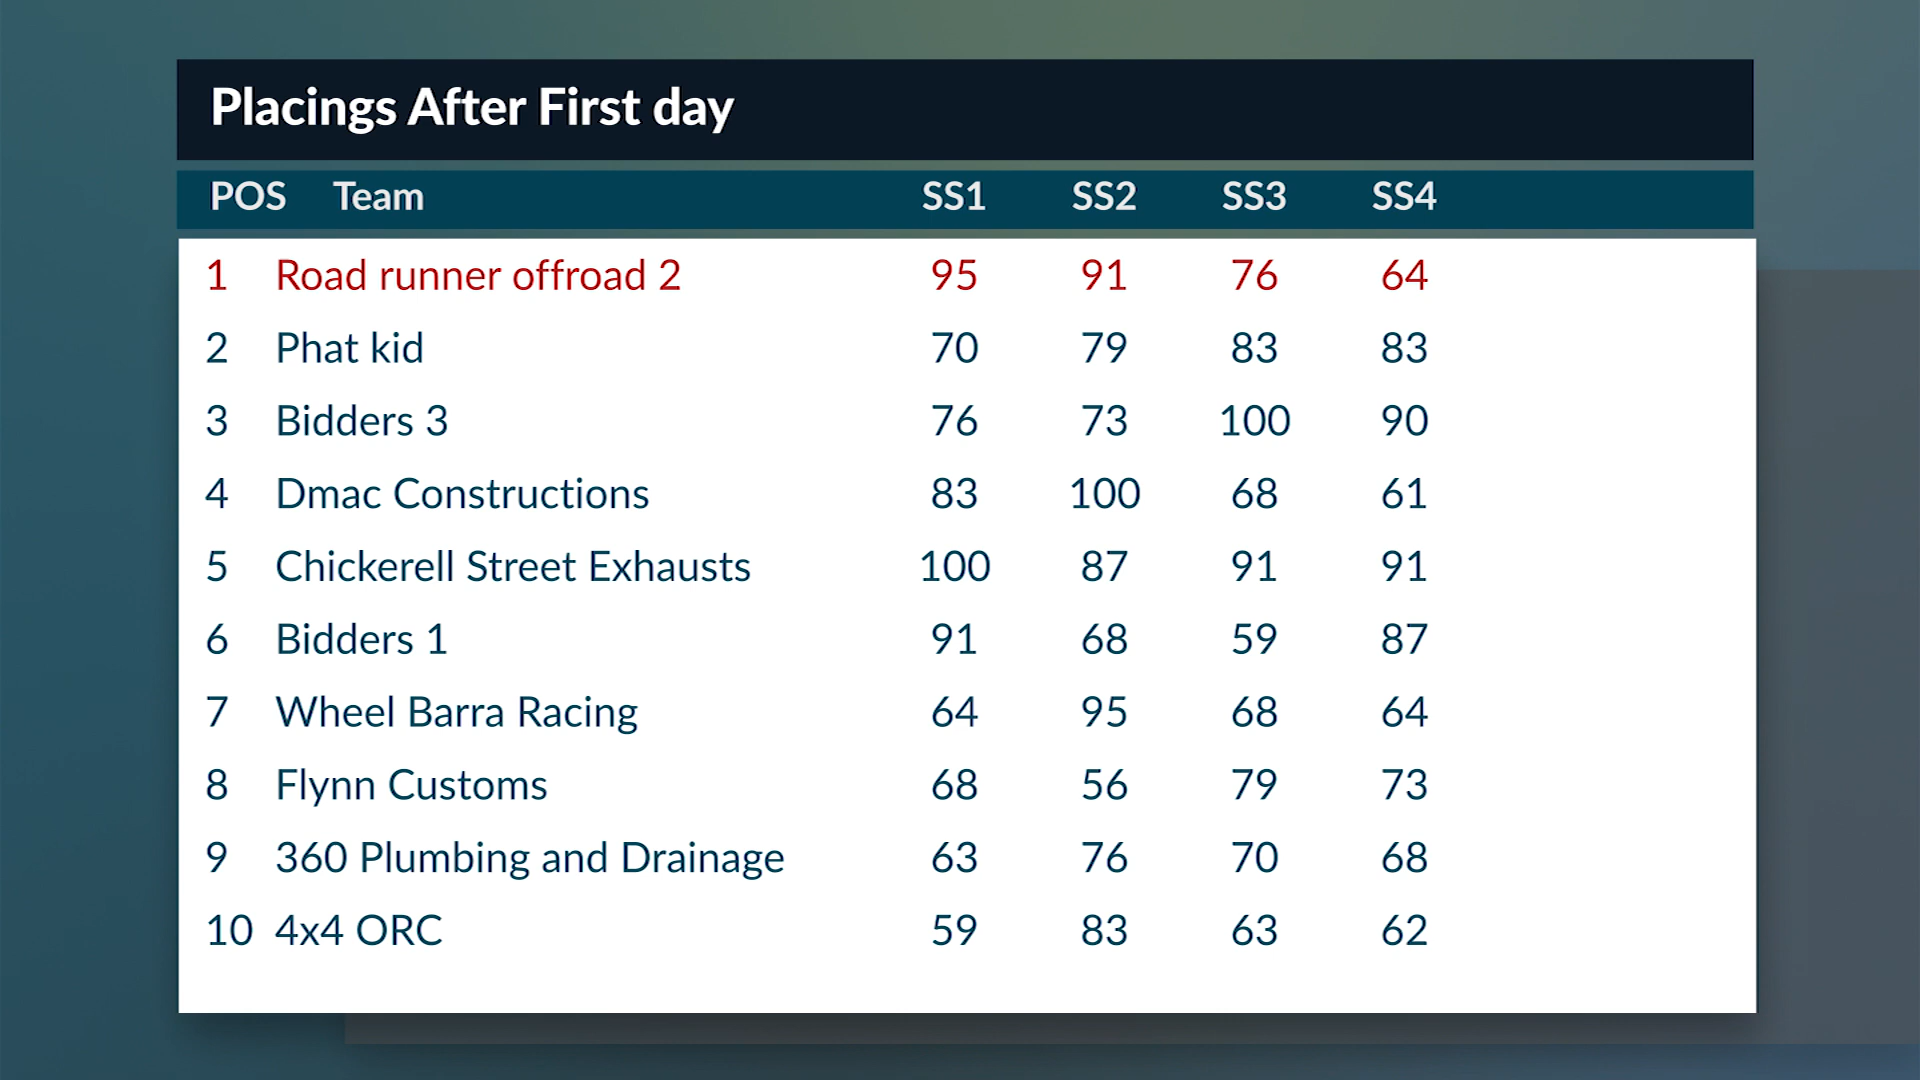 Placings After First day
POS Team SS1 SS2 SS3 SS4
1 Road runner offroad 2 95 91 76 64
2 Phat kid 70 79 83 83
3 Bidders 3 76 73 100 90
4 Dmac Constructions 83 100 68 61
5 Chickerell Street Exhausts 100 87 91 91
6 Bidders 1 91 68 59 87
7 Wheel Barra Racing 64 95 68 64
8 Flynn Customs 68 56 79 73
9 360 Plumbing and Drainage 63 76 70 68
10 4x4 ORC 59 83 63 62